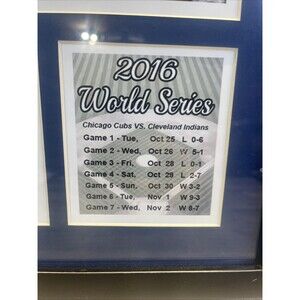 2016
World Series
Chicago Cubs VS. Cleveland Indians
Game 1 - Tue, Oct 25 L 0-6
Game 2 - Wed, Oct 26 W 5-1
Game 3 - Fri, Oct 28 L 0-1
Game 4 - Sat, Oct 29 L 2-7
Game 5 - Sun, Oct 30 W 3-2
Game 6 - Tue, Nov 1 W 9-3
Game 7 - Wed, Nov 2 W 8-7